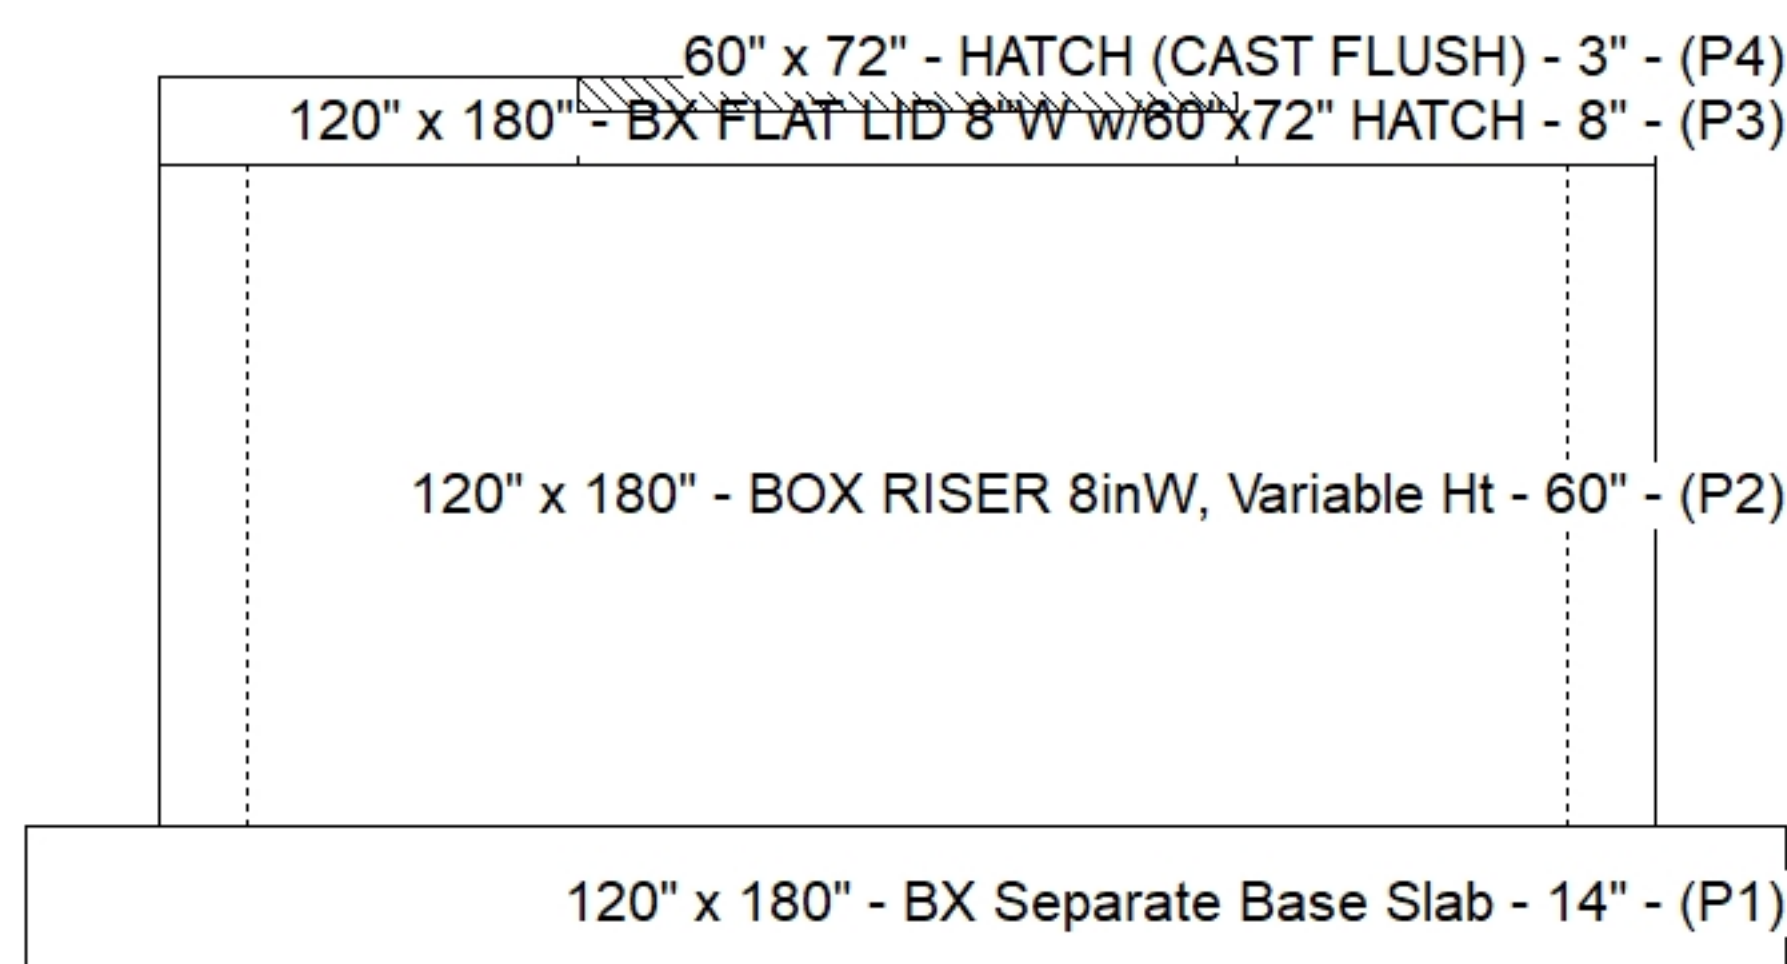 60" x 72" - HATCH (CAST FLUSH) - 3" - (P4)
120" x 180" - BX FLAT LID 8"W w/60"x72" HATCH - 8" - (P3)
120" x 180" - BOX RISER 8inW, Variable Ht - 60" - (P2)
120" x 180" - BX Separate Base Slab - 14" - (P1)